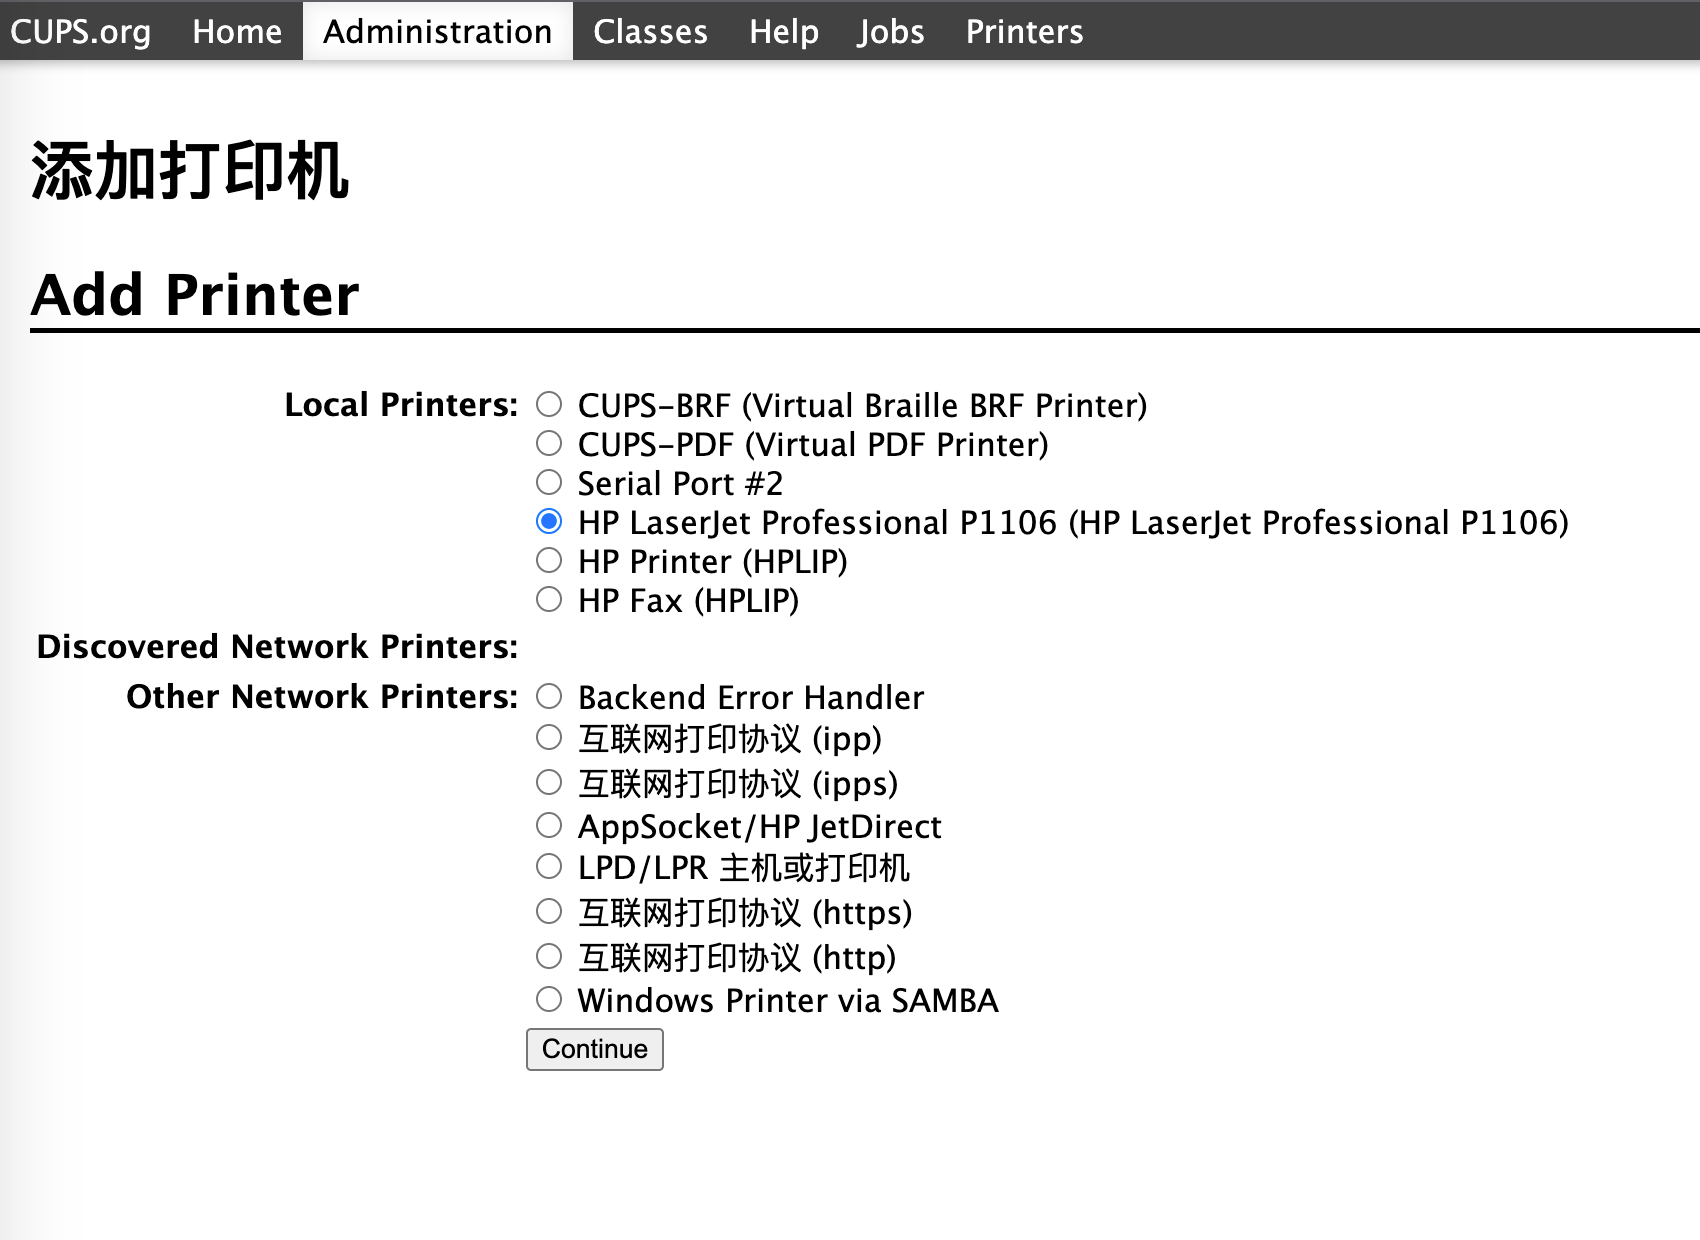 CUPS.org Home Administration Classes Help Jobs Printers
添加打印机
Add Printer
Local Printers: CUPS-BRF (Virtual Braille BRF Printer)
CUPS-PDF (Virtual PDF Printer)
Serial Port #2
HP LaserJet Professional P1106 (HP LaserJet Professional P1106)
HP Printer (HPLIP)
HP Fax (HPLIP)
Discovered Network Printers:
Other Network Printers: Backend Error Handler
互联网打印协议 (ipp)
互联网打印协议 (ipps)
AppSocket/HP JetDirect
LPD/LPR 主机或打印机
互联网打印协议 (https)
互联网打印协议 (http)
Windows Printer via SAMBA
Continue